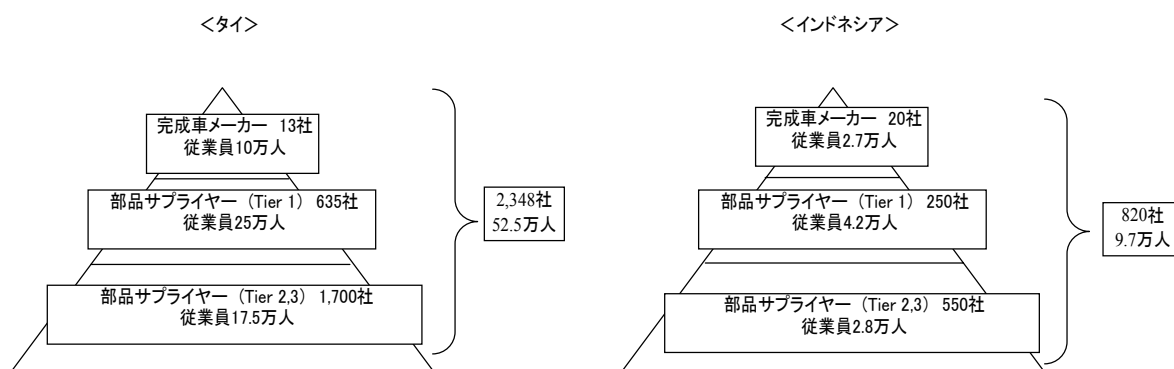 ＜タイ＞
完成車メーカー 13社
従業員10万人
部品サプライヤー（Tier 1） 635社
従業員25万人
部品サプライヤー（Tier 2,3） 1,700社
従業員17.5万人
2,348社
52.5万人
＜インドネシア＞
完成車メーカー 20社
従業員2.7万人
部品サプライヤー（Tier 1） 250社
従業員4.2万人
部品サプライヤー（Tier 2,3） 550社
従業員2.8万人
820社
9.7万人